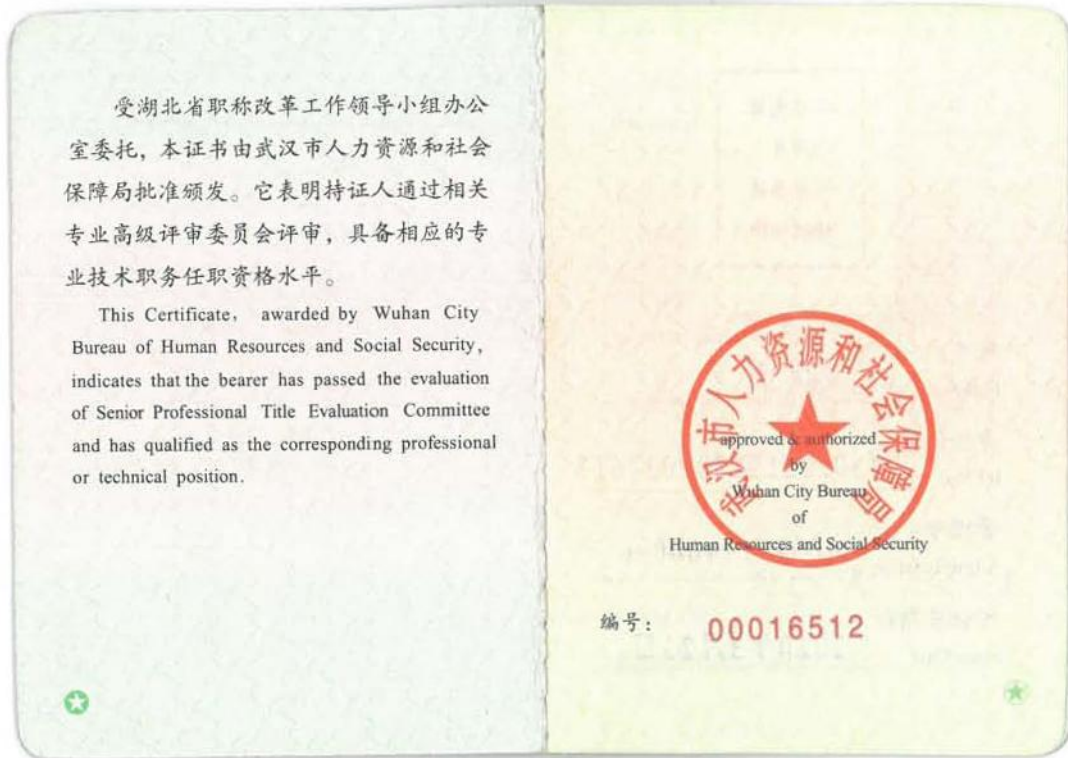 受湖北省职称改革工作领导小组办公
室委托，本证书由武汉市人力资源和社会
保障局批准颁发。它表明持证人通过相关
专业高级评审委员会评审，具备相应的专
业技术职务任职资格水平。
This Certificate, awarded by Wuhan City
Bureau of Human Resources and Social Security,
indicates that the bearer has passed the evaluation
of Senior Professional Title Evaluation Committee
and has qualified as the corresponding professional
or technical position.
武汉市人力资源和社会保障局
approved & authorized
by
Wuhan City Bureau
of
Human Resources and Social Security
编号： 00016512